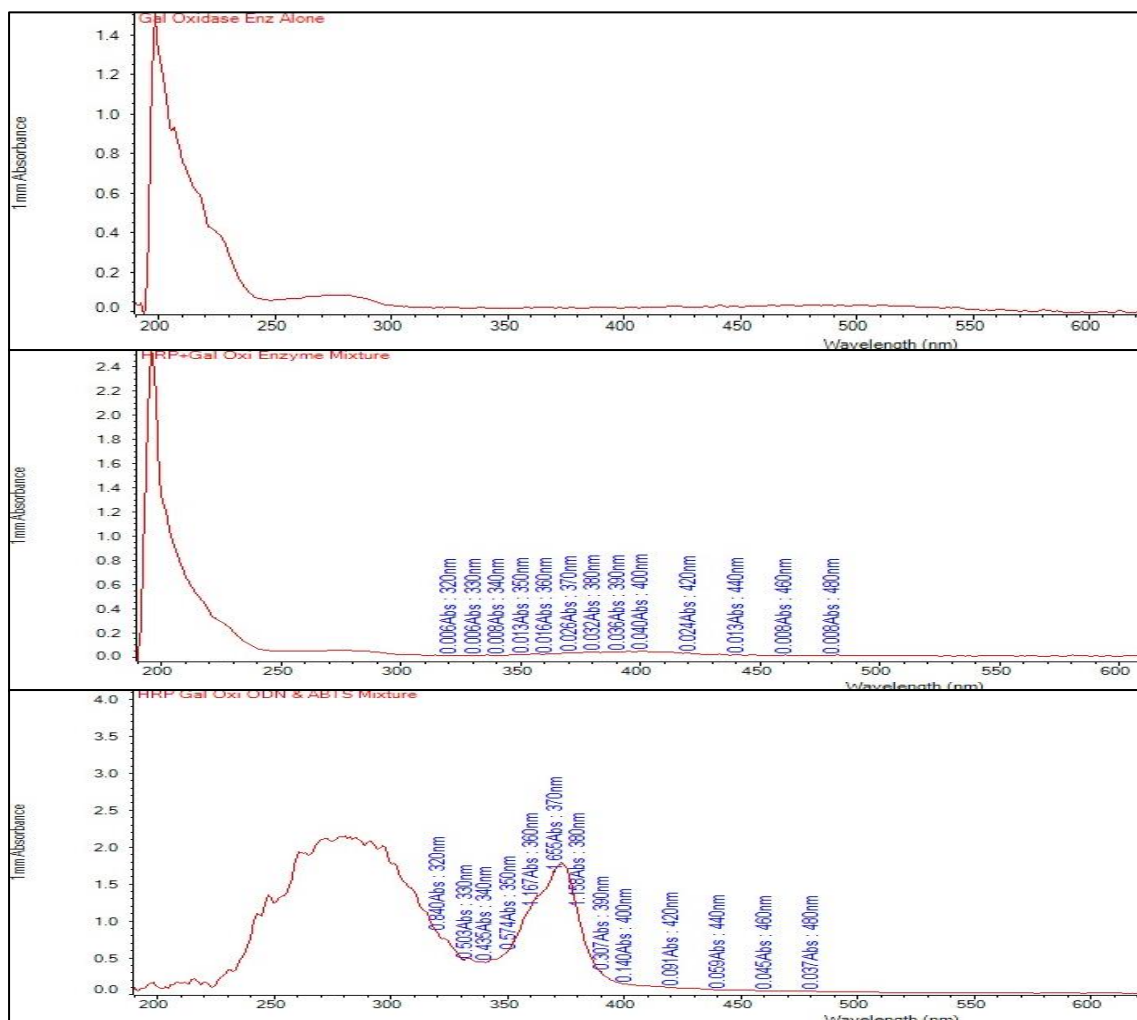 Gal Oxidase Enz Alone
1mm Absorbance
1.4
1.2
1.0
0.8
0.6
0.4
0.2
0.0
200 250 300 350 400 450 500 550 600
Wavelength (nm)
HRP+Gal Oxi Enzyme Mixture
1mm Absorbance
2.4
2.2
2.0
1.8
1.6
1.4
1.2
1.0
0.8
0.6
0.4
0.2
0.0
0.006Abs : 320nm
0.006Abs : 330nm
0.008Abs : 340nm
0.013Abs : 350nm
0.016Abs : 360nm
0.026Abs : 370nm
0.032Abs : 380nm
0.036Abs : 390nm
0.040Abs : 400nm
0.024Abs : 420nm
0.013Abs : 440nm
0.008Abs : 460nm
0.008Abs : 480nm
200 250 300 350 400 450 500 550 600
Wavelength (nm)
HRP Gal Oxi ODN & ABTS Mixture
1mm Absorbance
4.0
3.5
3.0
2.5
2.0
1.5
1.0
0.5
0.0
0.840Abs : 320nm
0.503Abs : 330nm
0.435Abs : 340nm
0.574Abs : 350nm
1.167Abs : 360nm
1.655Abs : 370nm
1.158Abs : 380nm
0.307Abs : 390nm
0.140Abs : 400nm
0.091Abs : 420nm
0.059Abs : 440nm
0.045Abs : 460nm
0.037Abs : 480nm
200 250 300 350 400 450 500 550 600
Wavelength (nm)